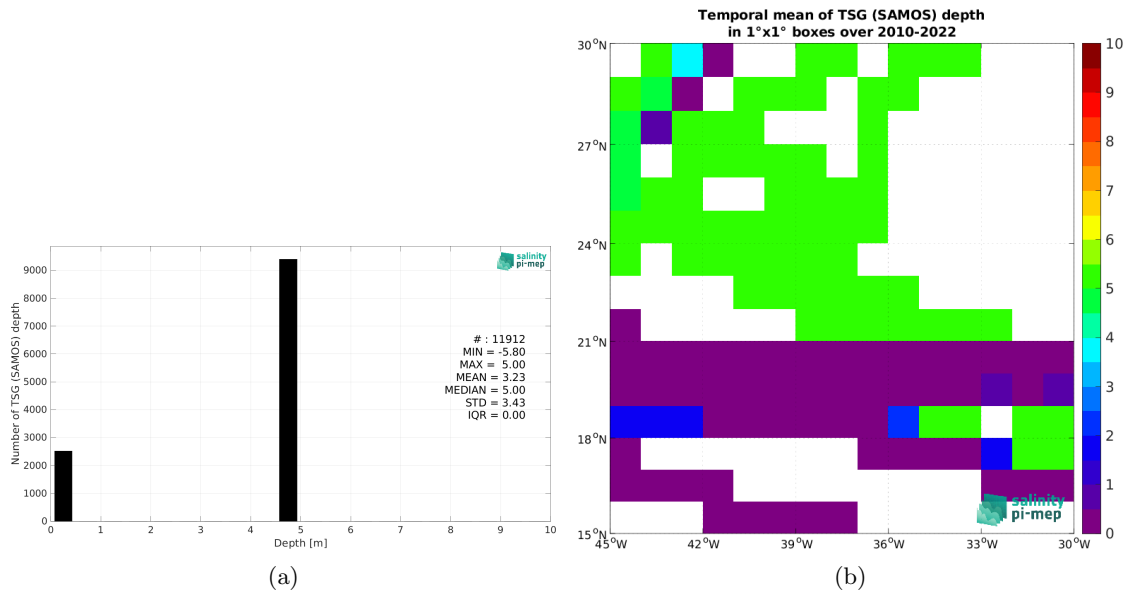 Number of TSG (SAMOS) depth
9000
8000
7000
6000
5000
4000
3000
2000
1000
0
0 1 2 3 4 5 6 7 8 9 10
Depth [m]
salinity
pi-mep
# : 11912
MIN = -5.80
MAX = 5.00
MEAN = 3.23
MEDIAN = 5.00
STD = 3.43
IQR = 0.00
(a)
Temporal mean of TSG (SAMOS) depth
in 1°x1° boxes over 2010-2022
30°N
27°N
24°N
21°N
18°N
15°N
45°W 42°W 39°W 36°W 33°W 30°W
salinity
pi-mep
10
9
8
7
6
5
4
3
2
1
0
(b)